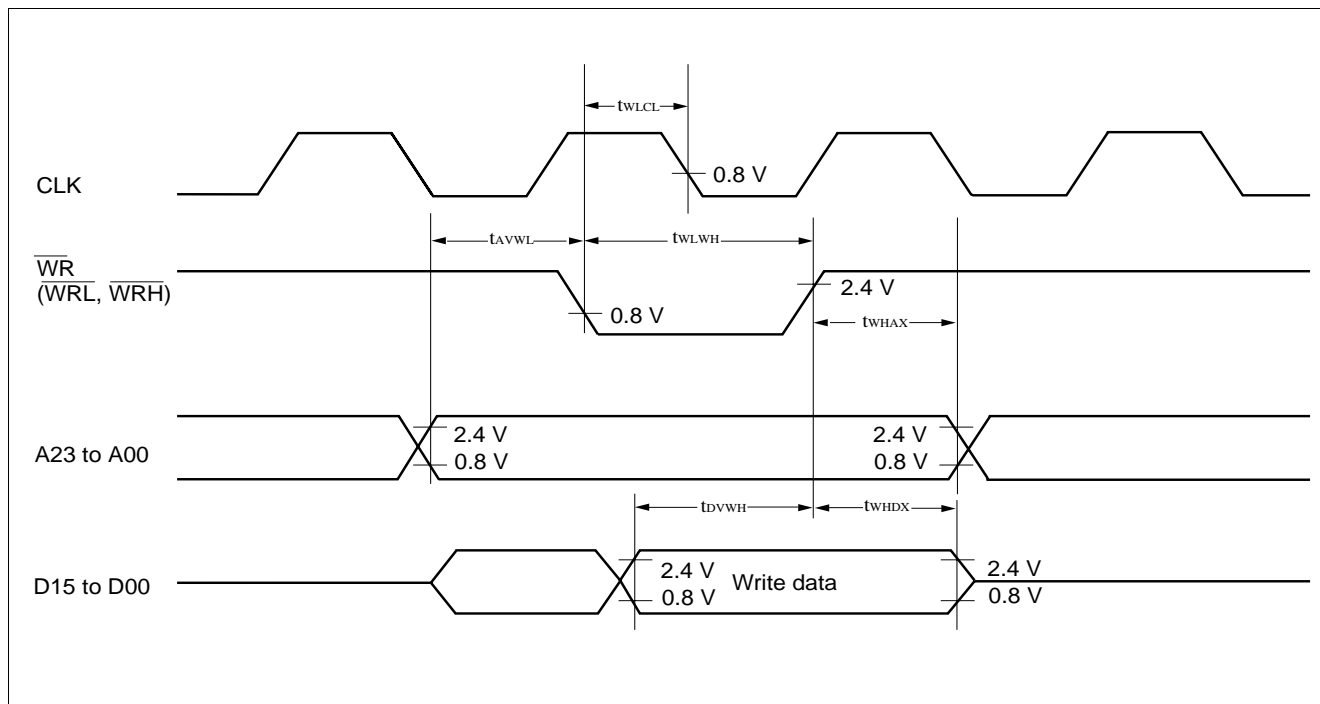 tWLCL
CLK
0.8 V
tAVWL
tWLWH
WR
(WRL, WRH)
2.4 V
0.8 V
tWHAX
A23 to A00
2.4 V
0.8 V
2.4 V
0.8 V
tDVWH
tWHDX
D15 to D00
2.4 V
0.8 V
Write data
2.4 V
0.8 V